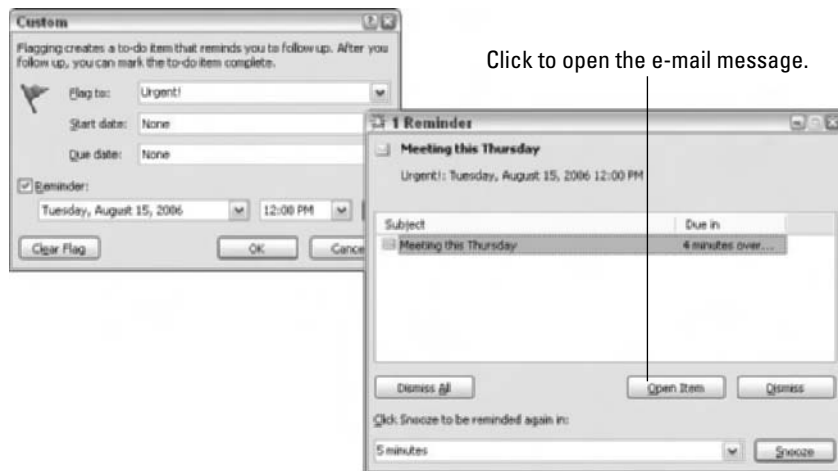 Custom
Flagging creates a to-do item that reminds you to follow up. After you
follow up, you can mark the to-do item complete.
Flag to: Urgent!
Start date: None
Due date: None
Reminder:
Tuesday, August 15, 2006 12:00 PM
Clear Flag OK Cance
Click to open the e-mail message.
1 Reminder
Meeting this Thursday
Urgent!: Tuesday, August 15, 2006 12:00 PM
Subject Due in
Meeting this Thursday 4 minutes over...
Dismiss All Open Item Dismiss
Click Snooze to be reminded again in:
5 minutes Snooze